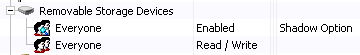 Removable Storage Devices
Everyone Enabled Shadow Option
Everyone Read / Write